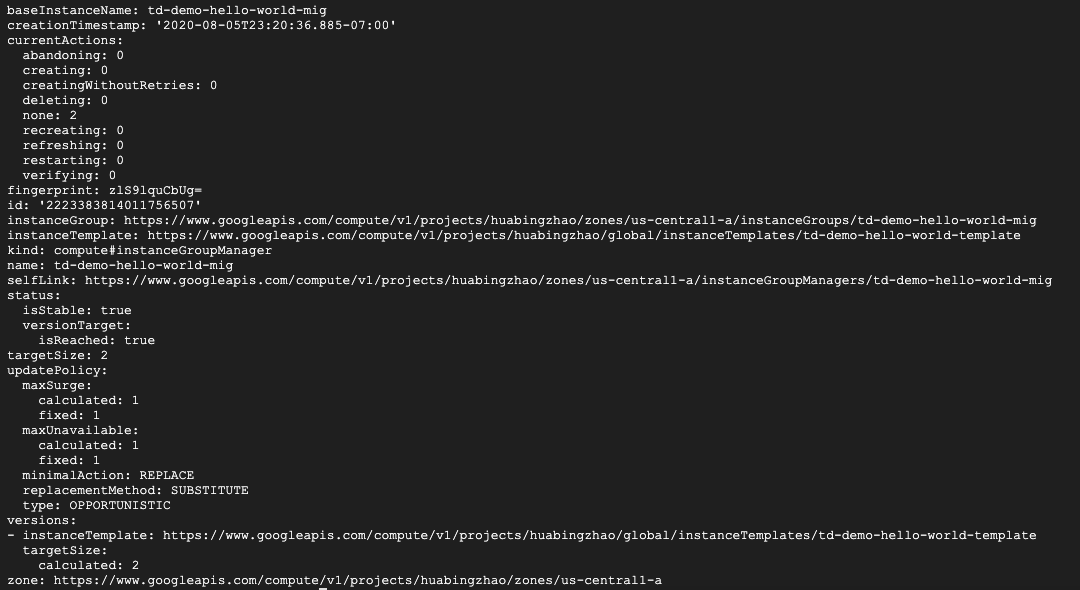 baseInstanceName: td-demo-hello-world-mig
creationTimestamp: '2020-08-05T23:20:36.885-07:00'
currentActions:
  abandoning: 0
  creating: 0
  creatingWithoutRetries: 0
  deleting: 0
  none: 2
  recreating: 0
  refreshing: 0
  restarting: 0
  verifying: 0
fingerprint: zlS9lquCbUg=
id: '2223383814011756507'
instanceGroup: https://www.googleapis.com/compute/v1/projects/huabingzhao/zones/us-central1-a/instanceGroups/td-demo-hello-world-mig
instanceTemplate: https://www.googleapis.com/compute/v1/projects/huabingzhao/global/instanceTemplates/td-demo-hello-world-template
kind: compute#instanceGroupManager
name: td-demo-hello-world-mig
selfLink: https://www.googleapis.com/compute/v1/projects/huabingzhao/zones/us-central1-a/instanceGroupManagers/td-demo-hello-world-mig
status:
  isStable: true
  versionTarget:
    isReached: true
targetSize: 2
updatePolicy:
  maxSurge:
    calculated: 1
    fixed: 1
  maxUnavailable:
    calculated: 1
    fixed: 1
  minimalAction: REPLACE
  replacementMethod: SUBSTITUTE
  type: OPPORTUNISTIC
versions:
- instanceTemplate: https://www.googleapis.com/compute/v1/projects/huabingzhao/global/instanceTemplates/td-demo-hello-world-template
  targetSize:
    calculated: 2
zone: https://www.googleapis.com/compute/v1/projects/huabingzhao/zones/us-central1-a